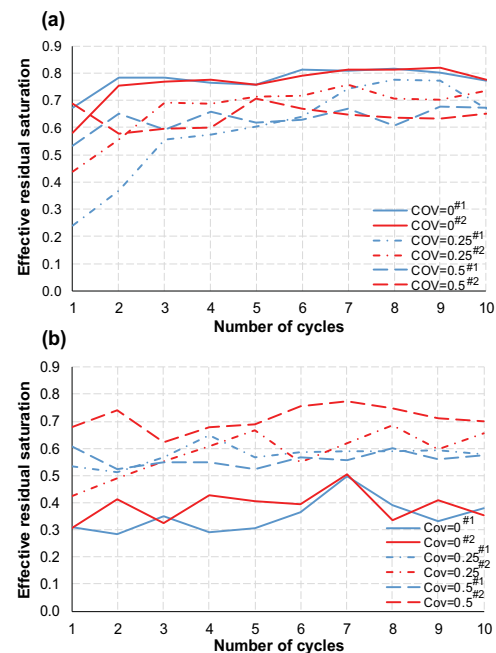 (a)
Effective residual saturation
0.9
0.8
0.7
0.6
0.5
0.4
0.3
0.2
0.1
0.0
COV=0#1
COV=0#2
COV=0.25#1
COV=0.25#2
COV=0.5#1
COV=0.5#2
1 2 3 4 5 6 7 8 9 10
Number of cycles
(b)
Effective residual saturation
0.9
0.8
0.7
0.6
0.5
0.4
0.3
0.2
0.1
0.0
Cov=0#1
Cov=0#2
Cov=0.25#1
Cov=0.25#2
Cov=0.5#1
Cov=0.5#2
1 2 3 4 5 6 7 8 9 10
Number of cycles